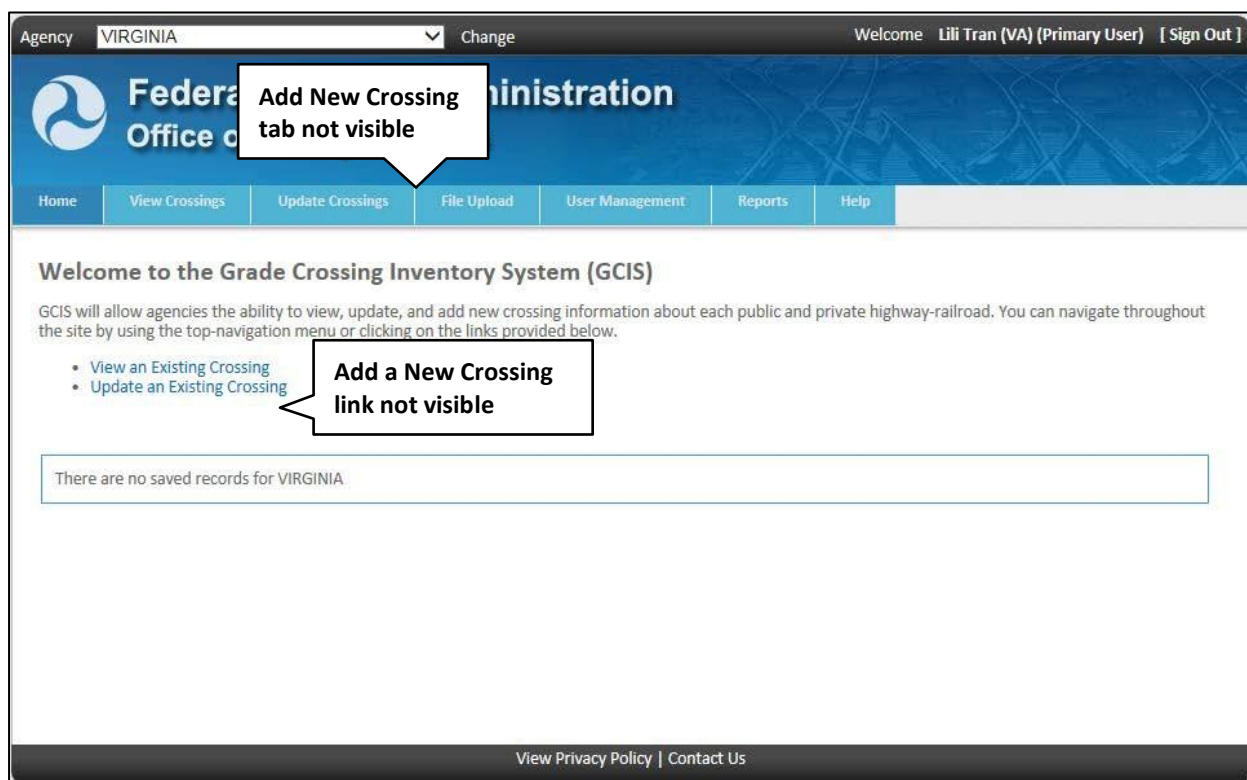 Agency VIRGINIA Change Welcome Lili Tran (VA) (Primary User) [ Sign Out ]
Federa
inistration
Office o
Add New Crossing
tab not visible
Home View Crossings Update Crossings File Upload User Management Reports Help
Welcome to the Grade Crossing Inventory System (GCIS)
GCIS will allow agencies the ability to view, update, and add new crossing information about each public and private highway-railroad. You can navigate throughout
the site by using the top-navigation menu or clicking on the links provided below.
• View an Existing Crossing
• Update an Existing Crossing
Add a New Crossing
link not visible
There are no saved records for VIRGINIA
View Privacy Policy | Contact Us